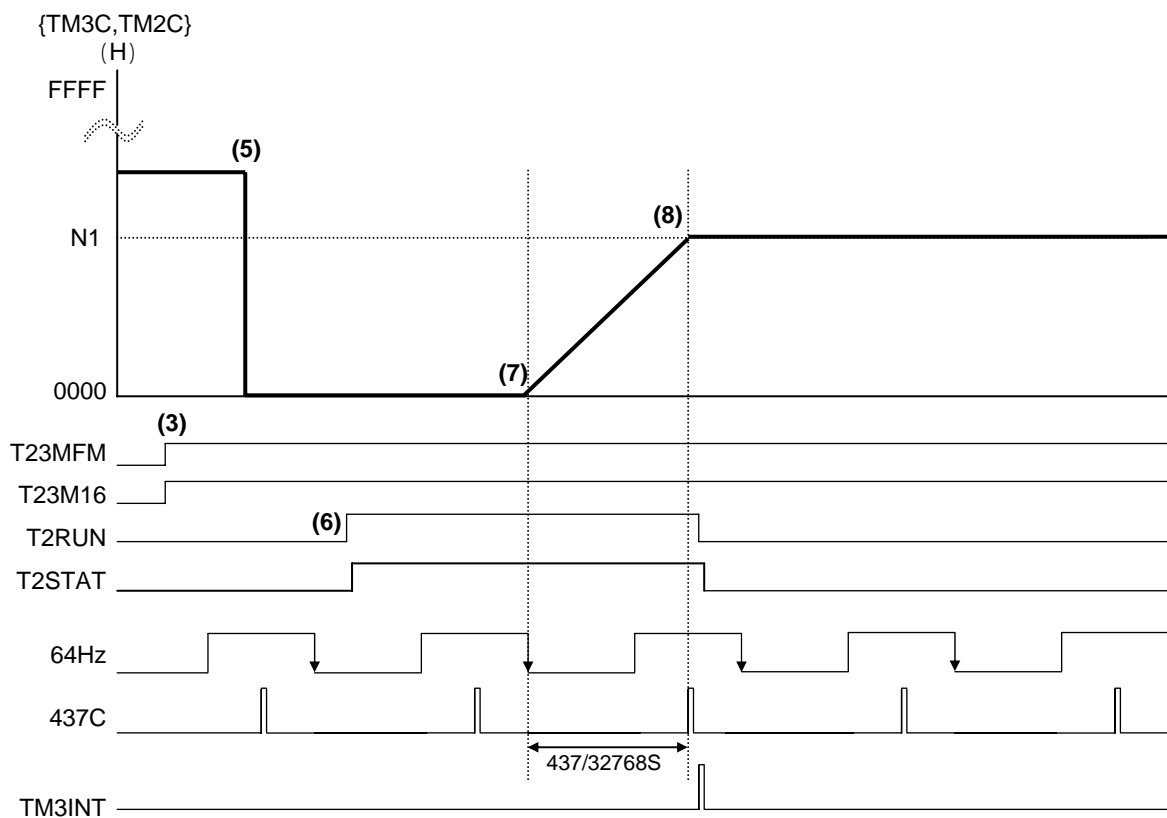 {TM3C,TM2C}
(H)
FFFF
(5)
(8)
N1
(7)
0000
(3)
T23MFM
T23M16
(6)
T2RUN
T2STAT
64Hz
437C
437/32768S
TM3INT